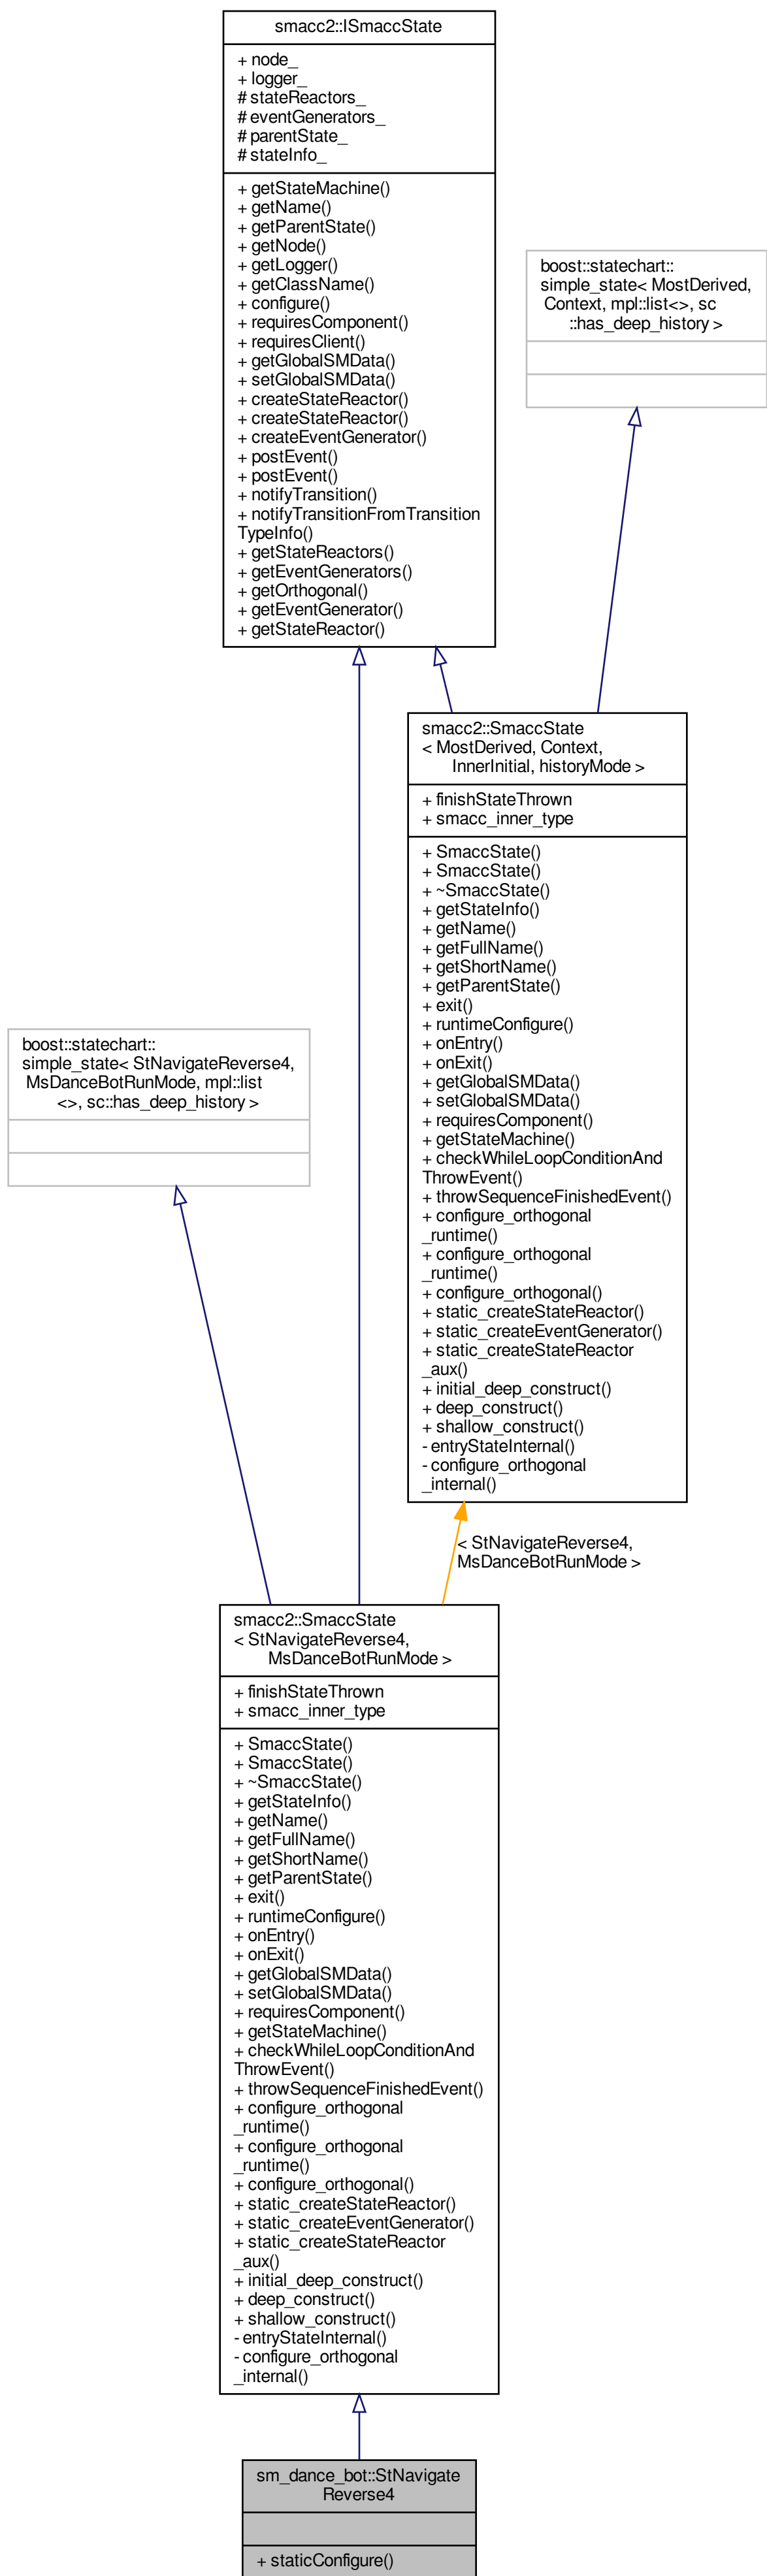 smacc2::ISmaccState
+ node_
+ logger_
# stateReactors_
# eventGenerators_
# parentState_
# stateInfo_
+ getStateMachine()
+ getName()
+ getParentState()
+ getNode()
+ getLogger()
+ getClassName()
+ configure()
+ requiresComponent()
+ requiresClient()
+ getGlobalSMData()
+ setGlobalSMData()
+ createStateReactor()
+ createStateReactor()
+ createEventGenerator()
+ postEvent()
+ postEvent()
+ notifyTransition()
+ notifyTransitionFromTransition
TypeInfo()
+ getStateReactors()
+ getEventGenerators()
+ getOrthogonal()
+ getEventGenerator()
+ getStateReactor()
boost::statechart::
simple_state< MostDerived,
Context, mpl::list<>, sc
::has_deep_history >
smacc2::SmaccState
< MostDerived, Context,
InnerInitial, historyMode >
+ finishStateThrown
+ smacc_inner_type
+ SmaccState()
+ SmaccState()
+ ~SmaccState()
+ getStateInfo()
+ getName()
+ getFullName()
+ getShortName()
+ getParentState()
+ exit()
+ runtimeConfigure()
+ onEntry()
+ onExit()
+ getGlobalSMData()
+ setGlobalSMData()
+ requiresComponent()
+ getStateMachine()
+ checkWhileLoopConditionAnd
ThrowEvent()
+ throwSequenceFinishedEvent()
+ configure_orthogonal
_runtime()
+ configure_orthogonal
_runtime()
+ configure_orthogonal()
+ static_createStateReactor()
+ static_createEventGenerator()
+ static_createStateReactor
_aux()
+ initial_deep_construct()
+ deep_construct()
+ shallow_construct()
- entryStateInternal()
- configure_orthogonal
_internal()
boost::statechart::
simple_state< StNavigateReverse4,
MsDanceBotRunMode, mpl::list
<>, sc::has_deep_history >
< StNavigateReverse4,
MsDanceBotRunMode >
smacc2::SmaccState
< StNavigateReverse4,
MsDanceBotRunMode >
+ finishStateThrown
+ smacc_inner_type
+ SmaccState()
+ SmaccState()
+ ~SmaccState()
+ getStateInfo()
+ getName()
+ getFullName()
+ getShortName()
+ getParentState()
+ exit()
+ runtimeConfigure()
+ onEntry()
+ onExit()
+ getGlobalSMData()
+ setGlobalSMData()
+ requiresComponent()
+ getStateMachine()
+ checkWhileLoopConditionAnd
ThrowEvent()
+ throwSequenceFinishedEvent()
+ configure_orthogonal
_runtime()
+ configure_orthogonal
_runtime()
+ configure_orthogonal()
+ static_createStateReactor()
+ static_createEventGenerator()
+ static_createStateReactor
_aux()
+ initial_deep_construct()
+ deep_construct()
+ shallow_construct()
- entryStateInternal()
- configure_orthogonal
_internal()
sm_dance_bot::StNavigate
Reverse4
+ staticConfigure()